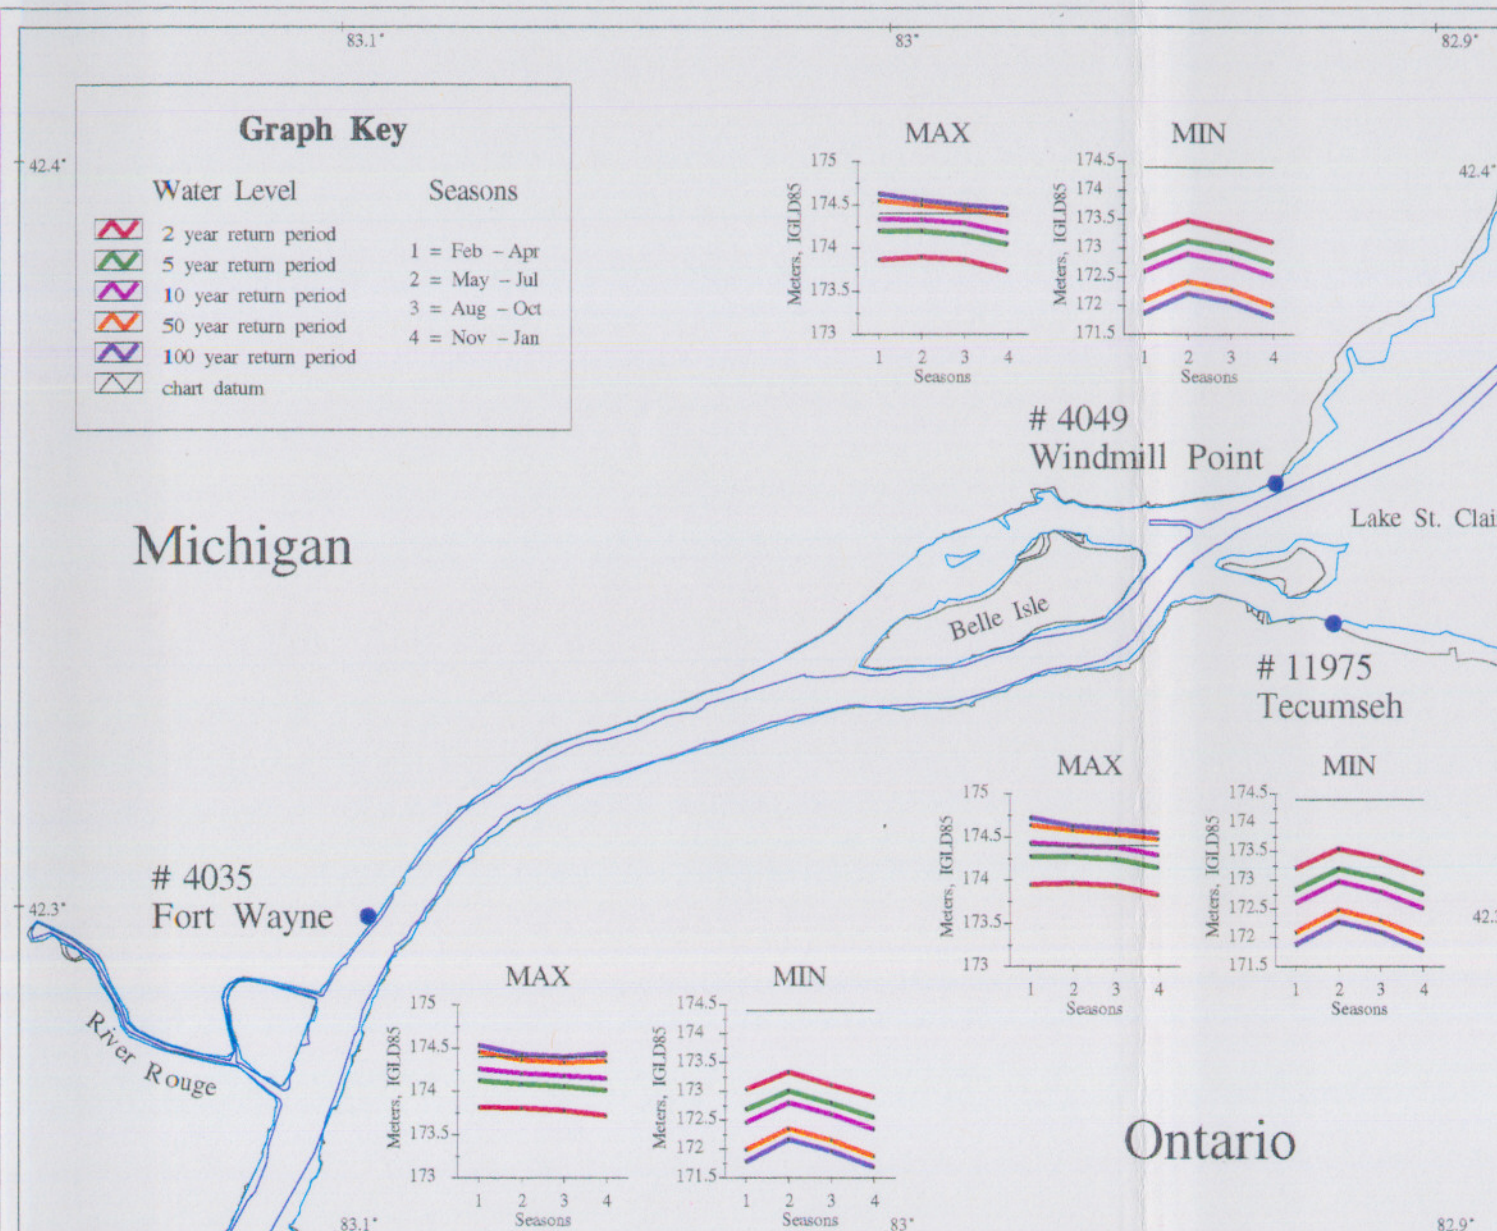 83.1°
83°
82.9°
42.4°
42.4°
Graph Key
Water Level
Seasons
2 year return period
5 year return period
10 year return period
50 year return period
100 year return period
chart datum
1 = Feb - Apr
2 = May - Jul
3 = Aug - Oct
4 = Nov - Jan
MAX
Meters, IGLD85
175
174.5
174
173.5
173
1 2 3 4
Seasons
MIN
Meters, IGLD85
174.5
174
173.5
173
172.5
172
171.5
1 2 3 4
Seasons
# 4049
Windmill Point
Michigan
Lake St. Clai
Belle Isle
# 11975
Tecumseh
MAX
Meters, IGLD85
175
174.5
174
173.5
173
1 2 3 4
Seasons
MIN
Meters, IGLD85
174.5
174
173.5
173
172.5
172
171.5
1 2 3 4
Seasons
# 4035
Fort Wayne
42.3°
42.
River Rouge
MAX
Meters, IGLD85
175
174.5
174
173.5
173
1 2 3 4
Seasons
MIN
Meters, IGLD85
174.5
174
173.5
173
172.5
172
171.5
1 2 3 4
Seasons
Ontario
83.1°
83°
82.9°